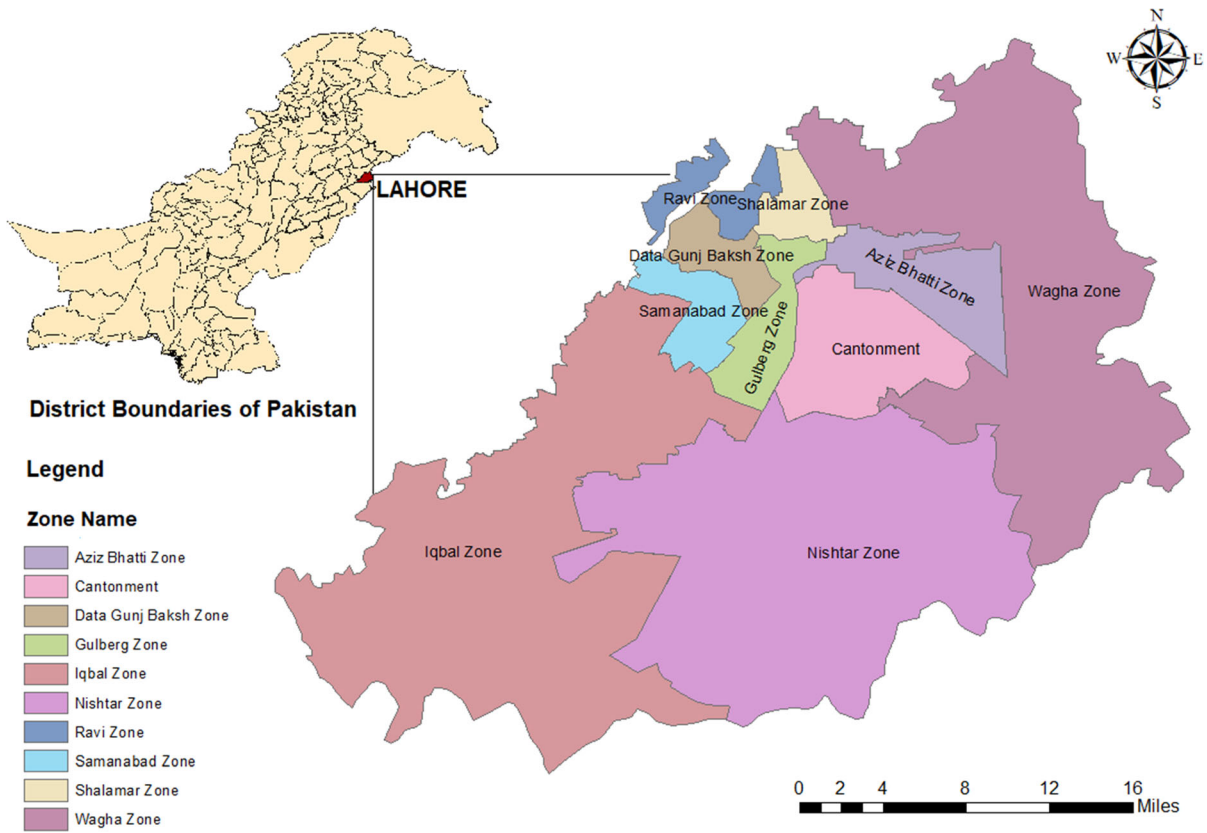 N
W E
S
LAHORE
District Boundaries of Pakistan
Legend
Zone Name
Aziz Bhatti Zone
Cantonment
Data Gunj Baksh Zone
Gulberg Zone
Iqbal Zone
Nishtar Zone
Ravi Zone
Samanabad Zone
Shalamar Zone
Wagha Zone
Ravi Zone
Shalamar Zone
Data Gunj Baksh Zone
Aziz Bhatti Zone
Wagha Zone
Samanabad Zone
Gulberg Zone
Cantonment
Iqbal Zone
Nishtar Zone
0 2 4 8 12 16
Miles